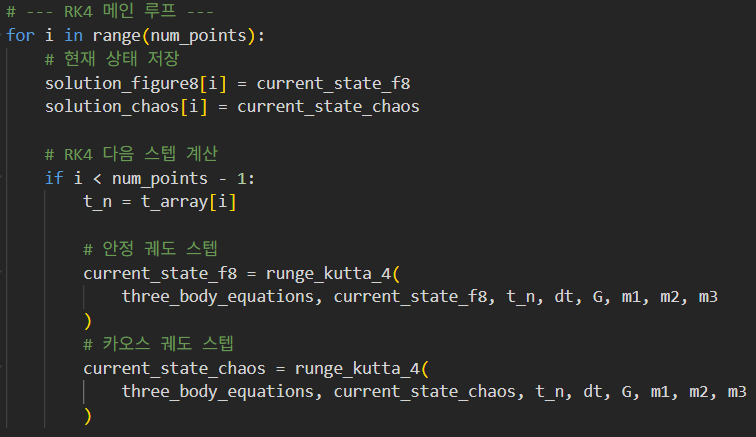 # --- RK4 메인 루프 ---
for i in range(num_points):
# 현재 상태 저장
solution_figure8[i] = current_state_f8
solution_chaos[i] = current_state_chaos
# RK4 다음 스텝 계산
if i < num_points - 1:
t_n = t_array[i]
# 안정 궤도 스텝
current_state_f8 = runge_kutta_4(
three_body_equations, current_state_f8, t_n, dt, G, m1, m2, m3
)
# 카오스 궤도 스텝
current_state_chaos = runge_kutta_4(
three_body_equations, current_state_chaos, t_n, dt, G, m1, m2, m3
)